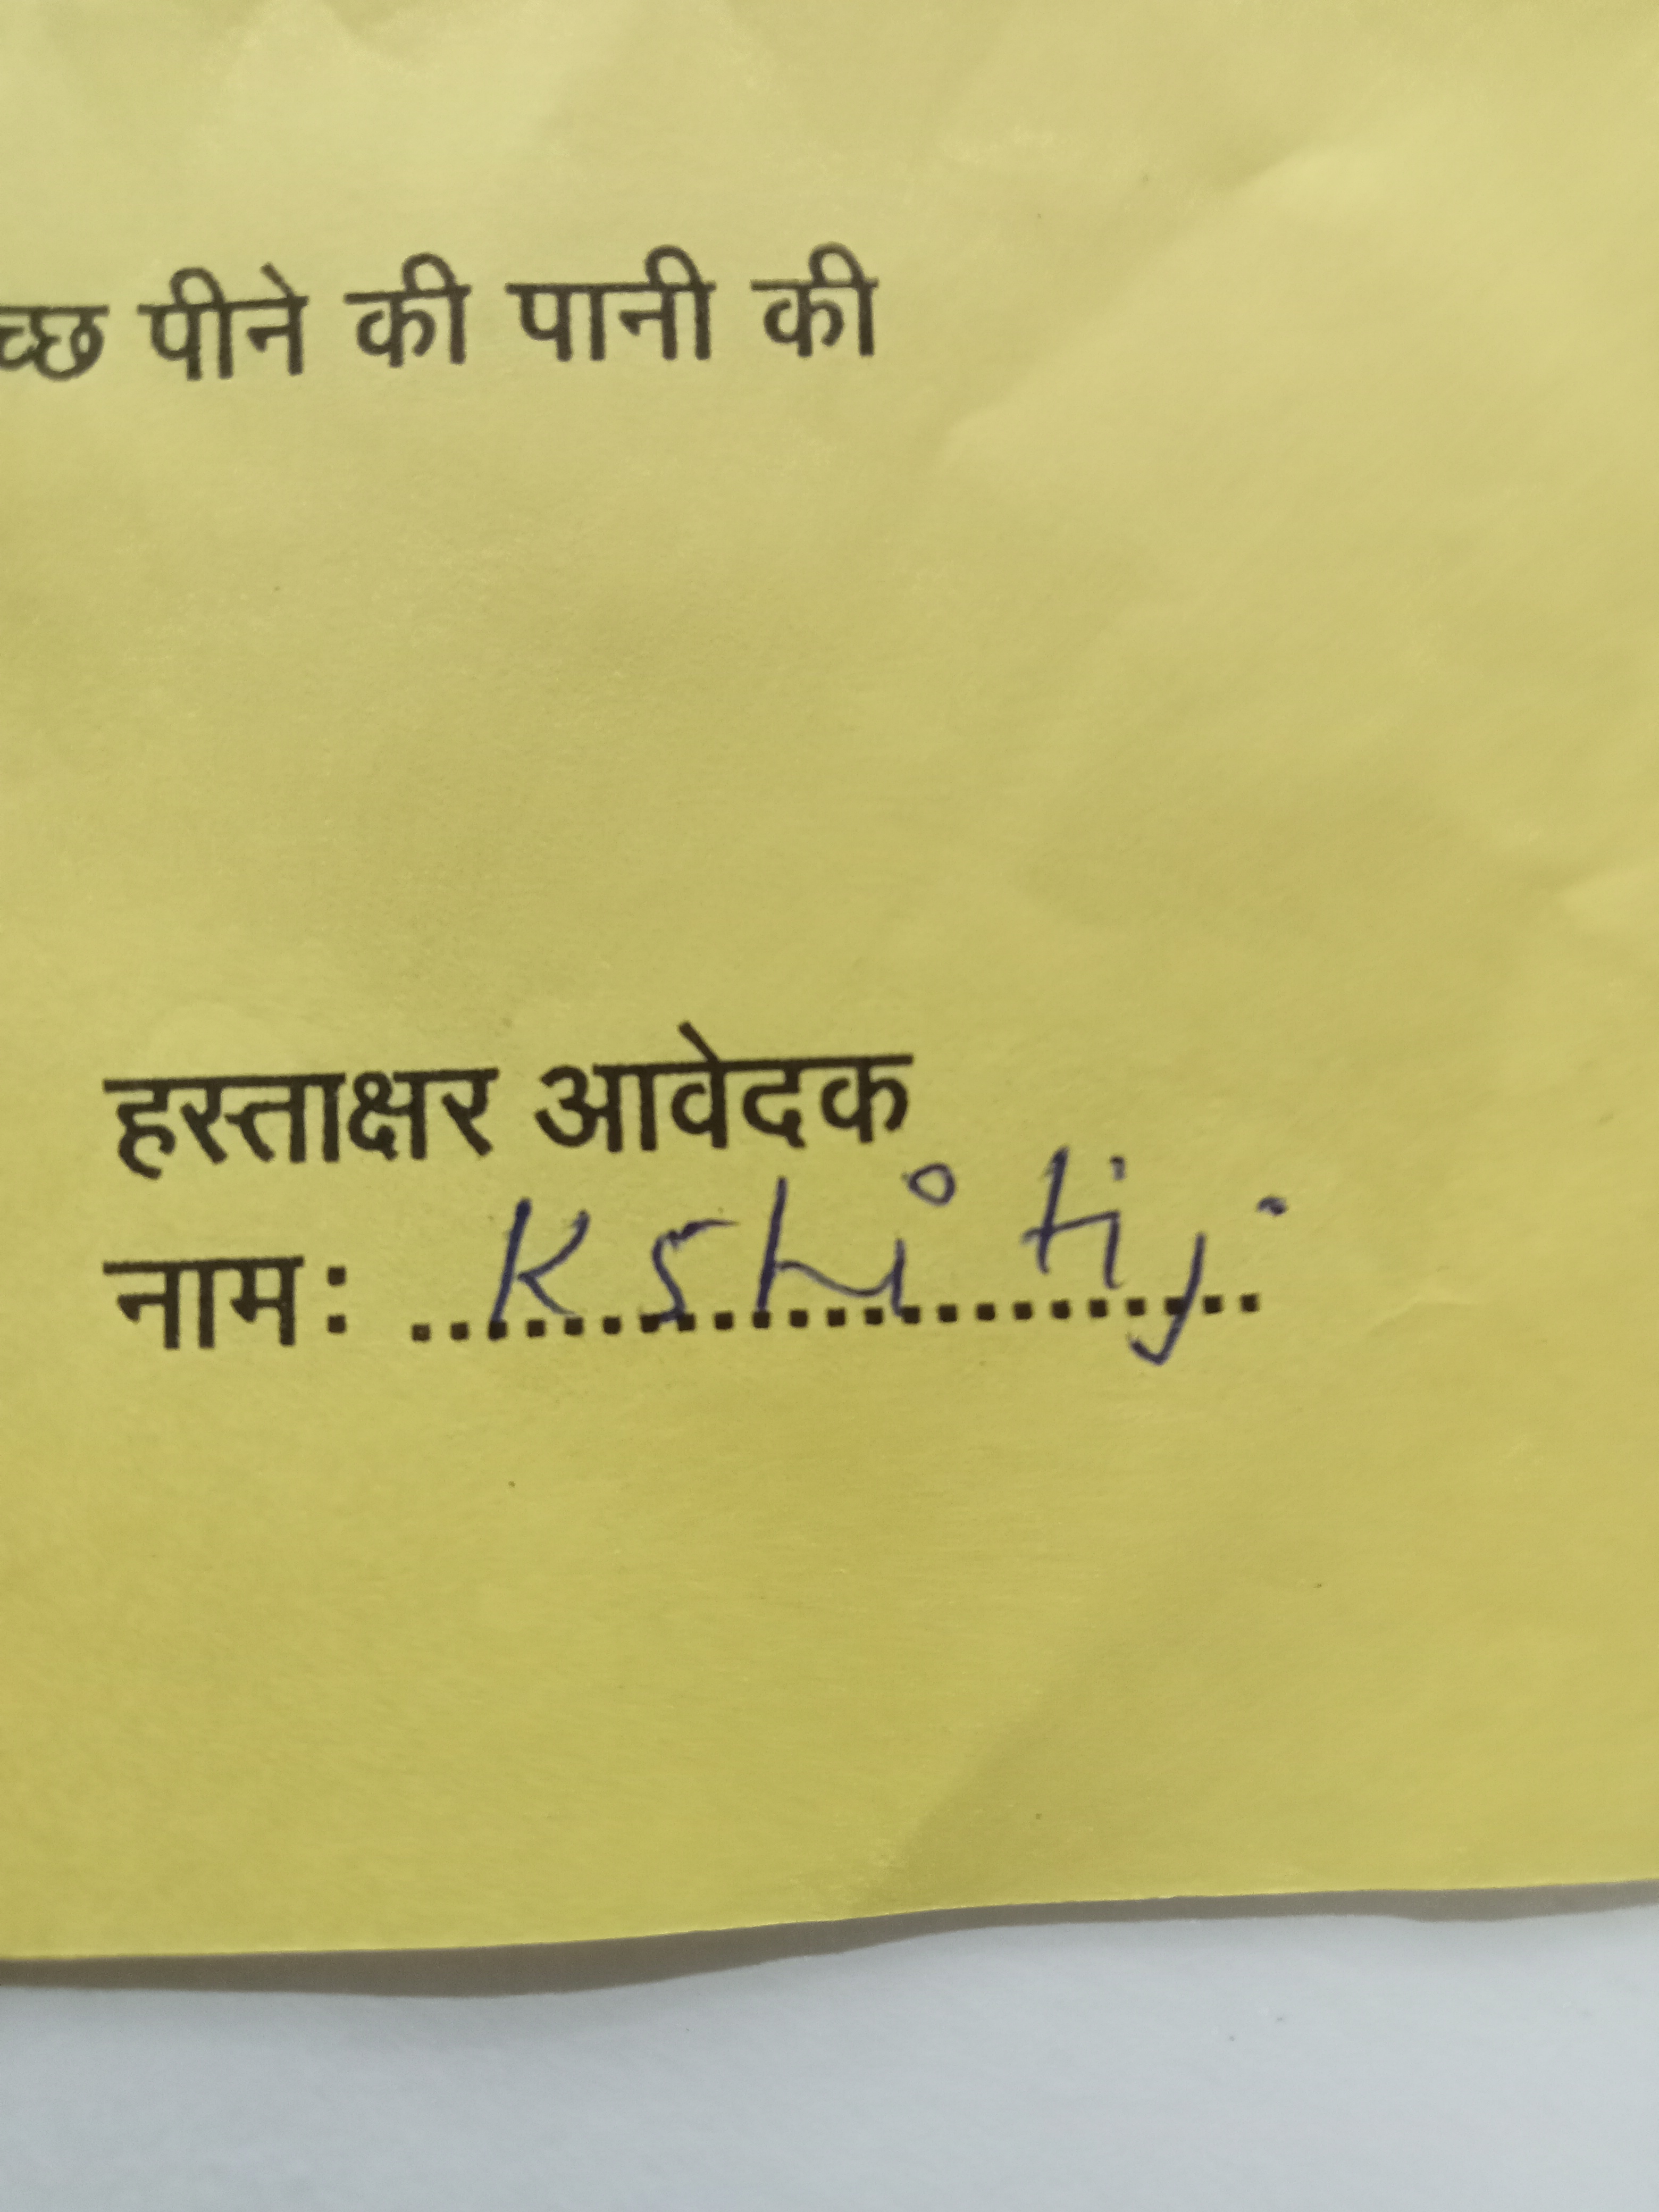 च्छ पीने की पानी की
हस्ताक्षर आवेदक
नामः ....................... Kshitij